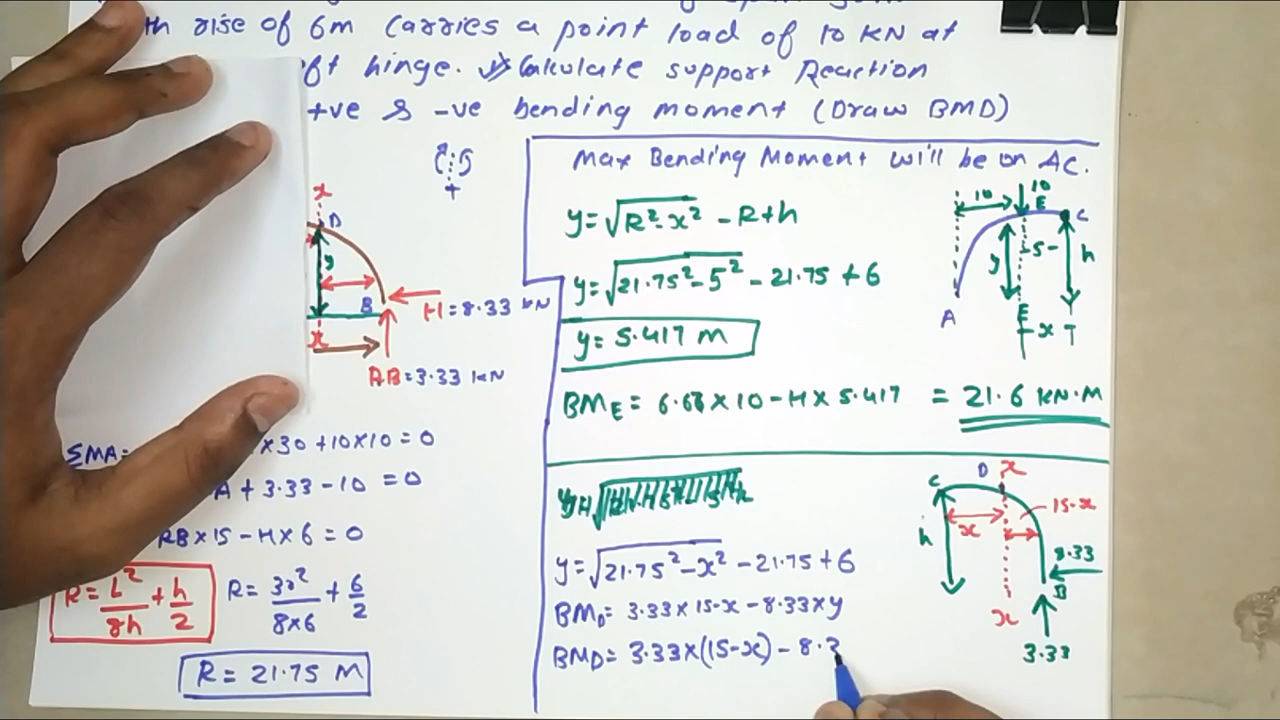 rise of 6m carries a point load of 10 KN at
hinge. Calculate support Reaction
+ve & -ve bending moment (Draw BMD)
+
x
D
y
B
x
H=8.33 KN
RB=3.33 KN
ΣMA=
×30 +10×10 = 0
A + 3.33 - 10 = 0
RB×15 - H×6 = 0
R = L²/8h + h/2
R = 30²/8×6 + 6/2
R = 21.75 M
Max Bending Moment will be on AC.
y = √R²-x² - R+h
y = √21.75²-5² - 21.75 + 6
y = 5.417 M
BME = 6.68×10 - H×5.417 = 21.6 KN·M
10
10
E
C
5
y
h
A
E
x
T
y = √21.75²-x² - 21.75 + 6
BMD = 3.33×15-x - 8.33×y
BMD = 3.33×(15-x) - 8.3
C
D
x
15-x
x
h
8.33
B
x
3.33